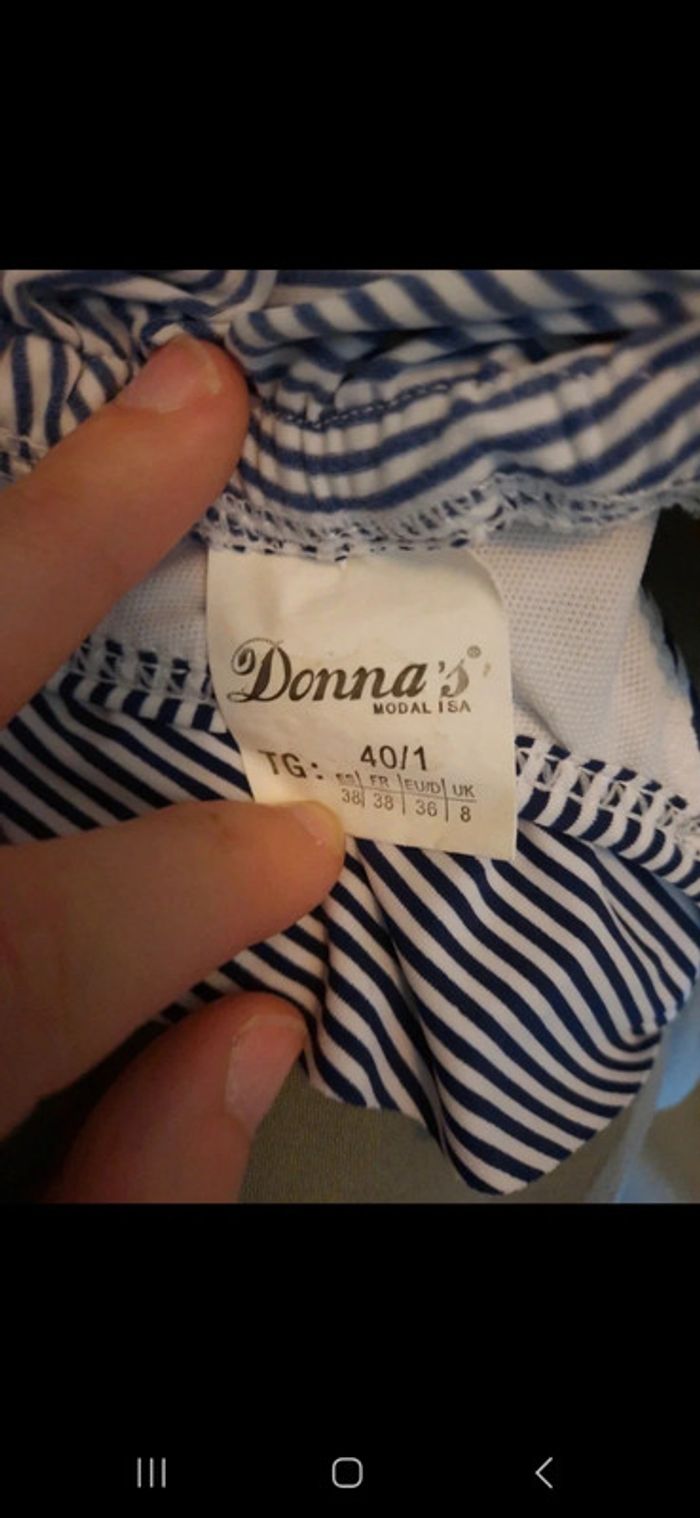 Donna's®
MODAL ISA
TG: 40/1
ES FR EU/D UK
38 38 36 8